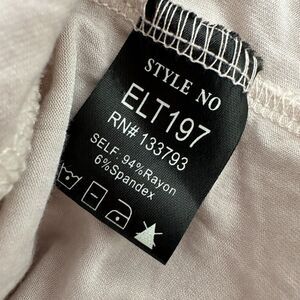 STYLE NO
ELT197
RN# 133793
SELF: 94%Rayon
6%Spandex